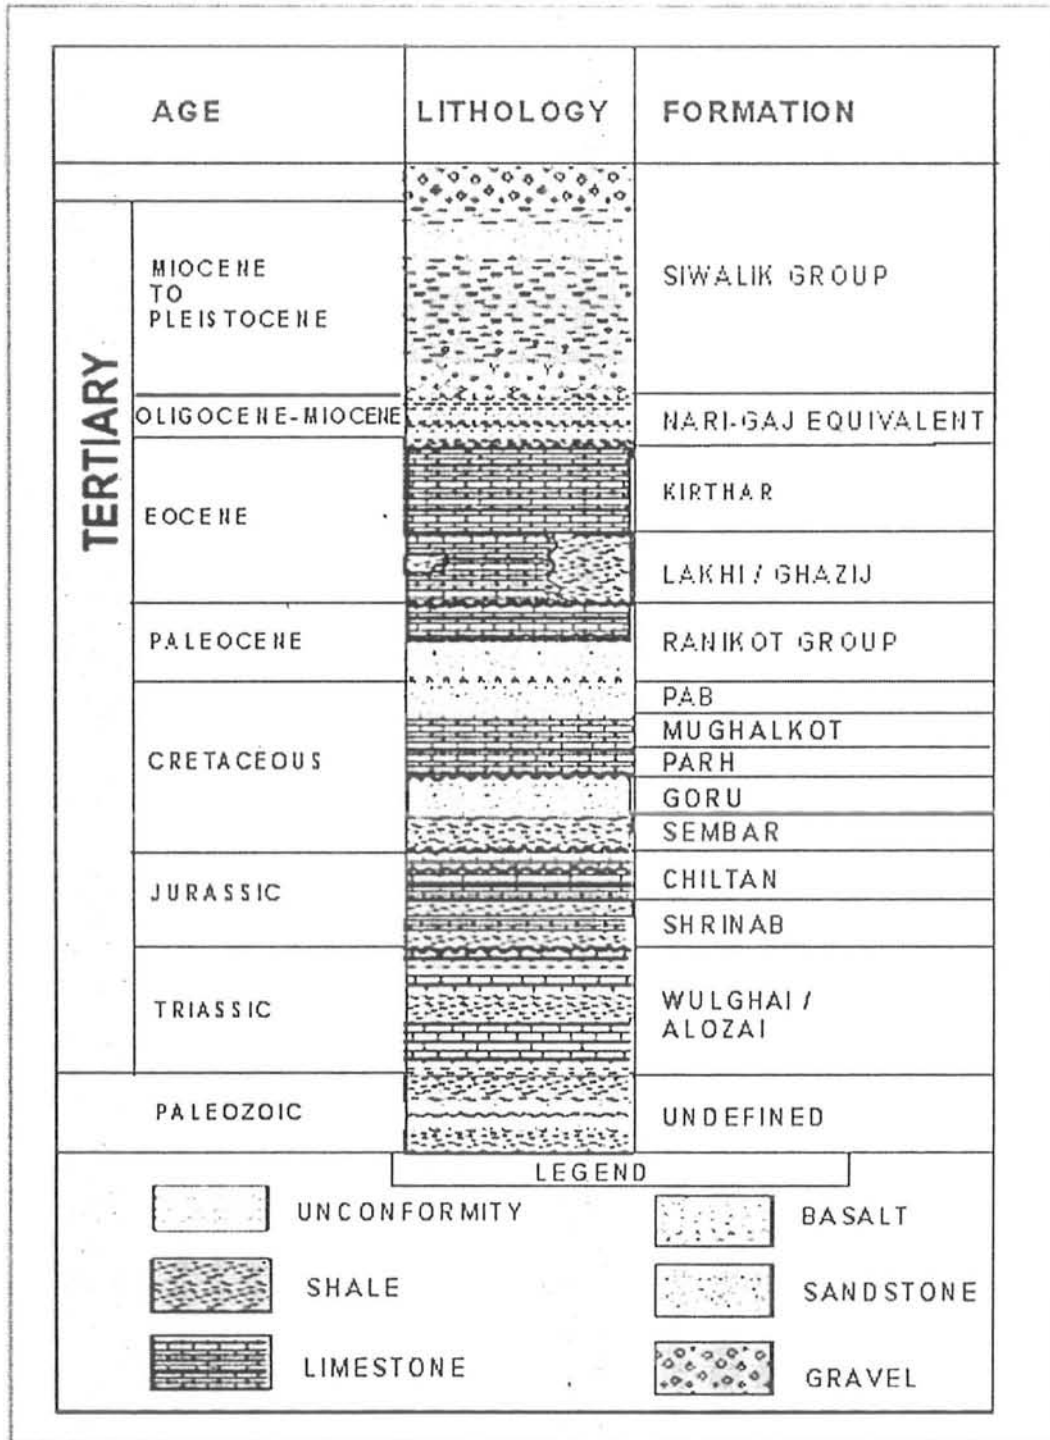 AGE LITHOLOGY FORMATION
TERTIARY
MIOCENE
TO
PLEISTOCENE
SIWALIK GROUP
OLIGOCENE-MIOCENE
NARI-GAJ EQUIVALENT
EOCENE
KIRTHAR
LAKHI / GHAZIJ
PALEOCENE
RANIKOT GROUP
CRETACEOUS
PAB
MUGHALKOT
PARH
GORU
SEMBAR
JURASSIC
CHILTAN
SHRINAB
TRIASSIC
WULGHAI /
ALOZAI
PALEOZOIC
UNDEFINED
LEGEND
UNCONFORMITY
BASALT
SHALE
SANDSTONE
LIMESTONE
GRAVEL